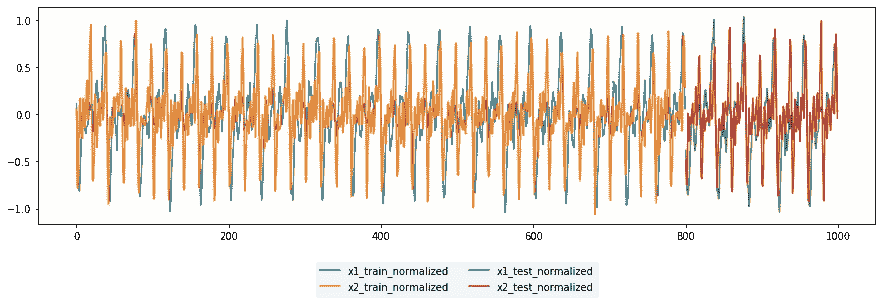 1.0
0.5
0.0
−0.5
−1.0
0 200 400 600 800 1000
x1_train_normalized x1_test_normalized
x2_train_normalized x2_test_normalized